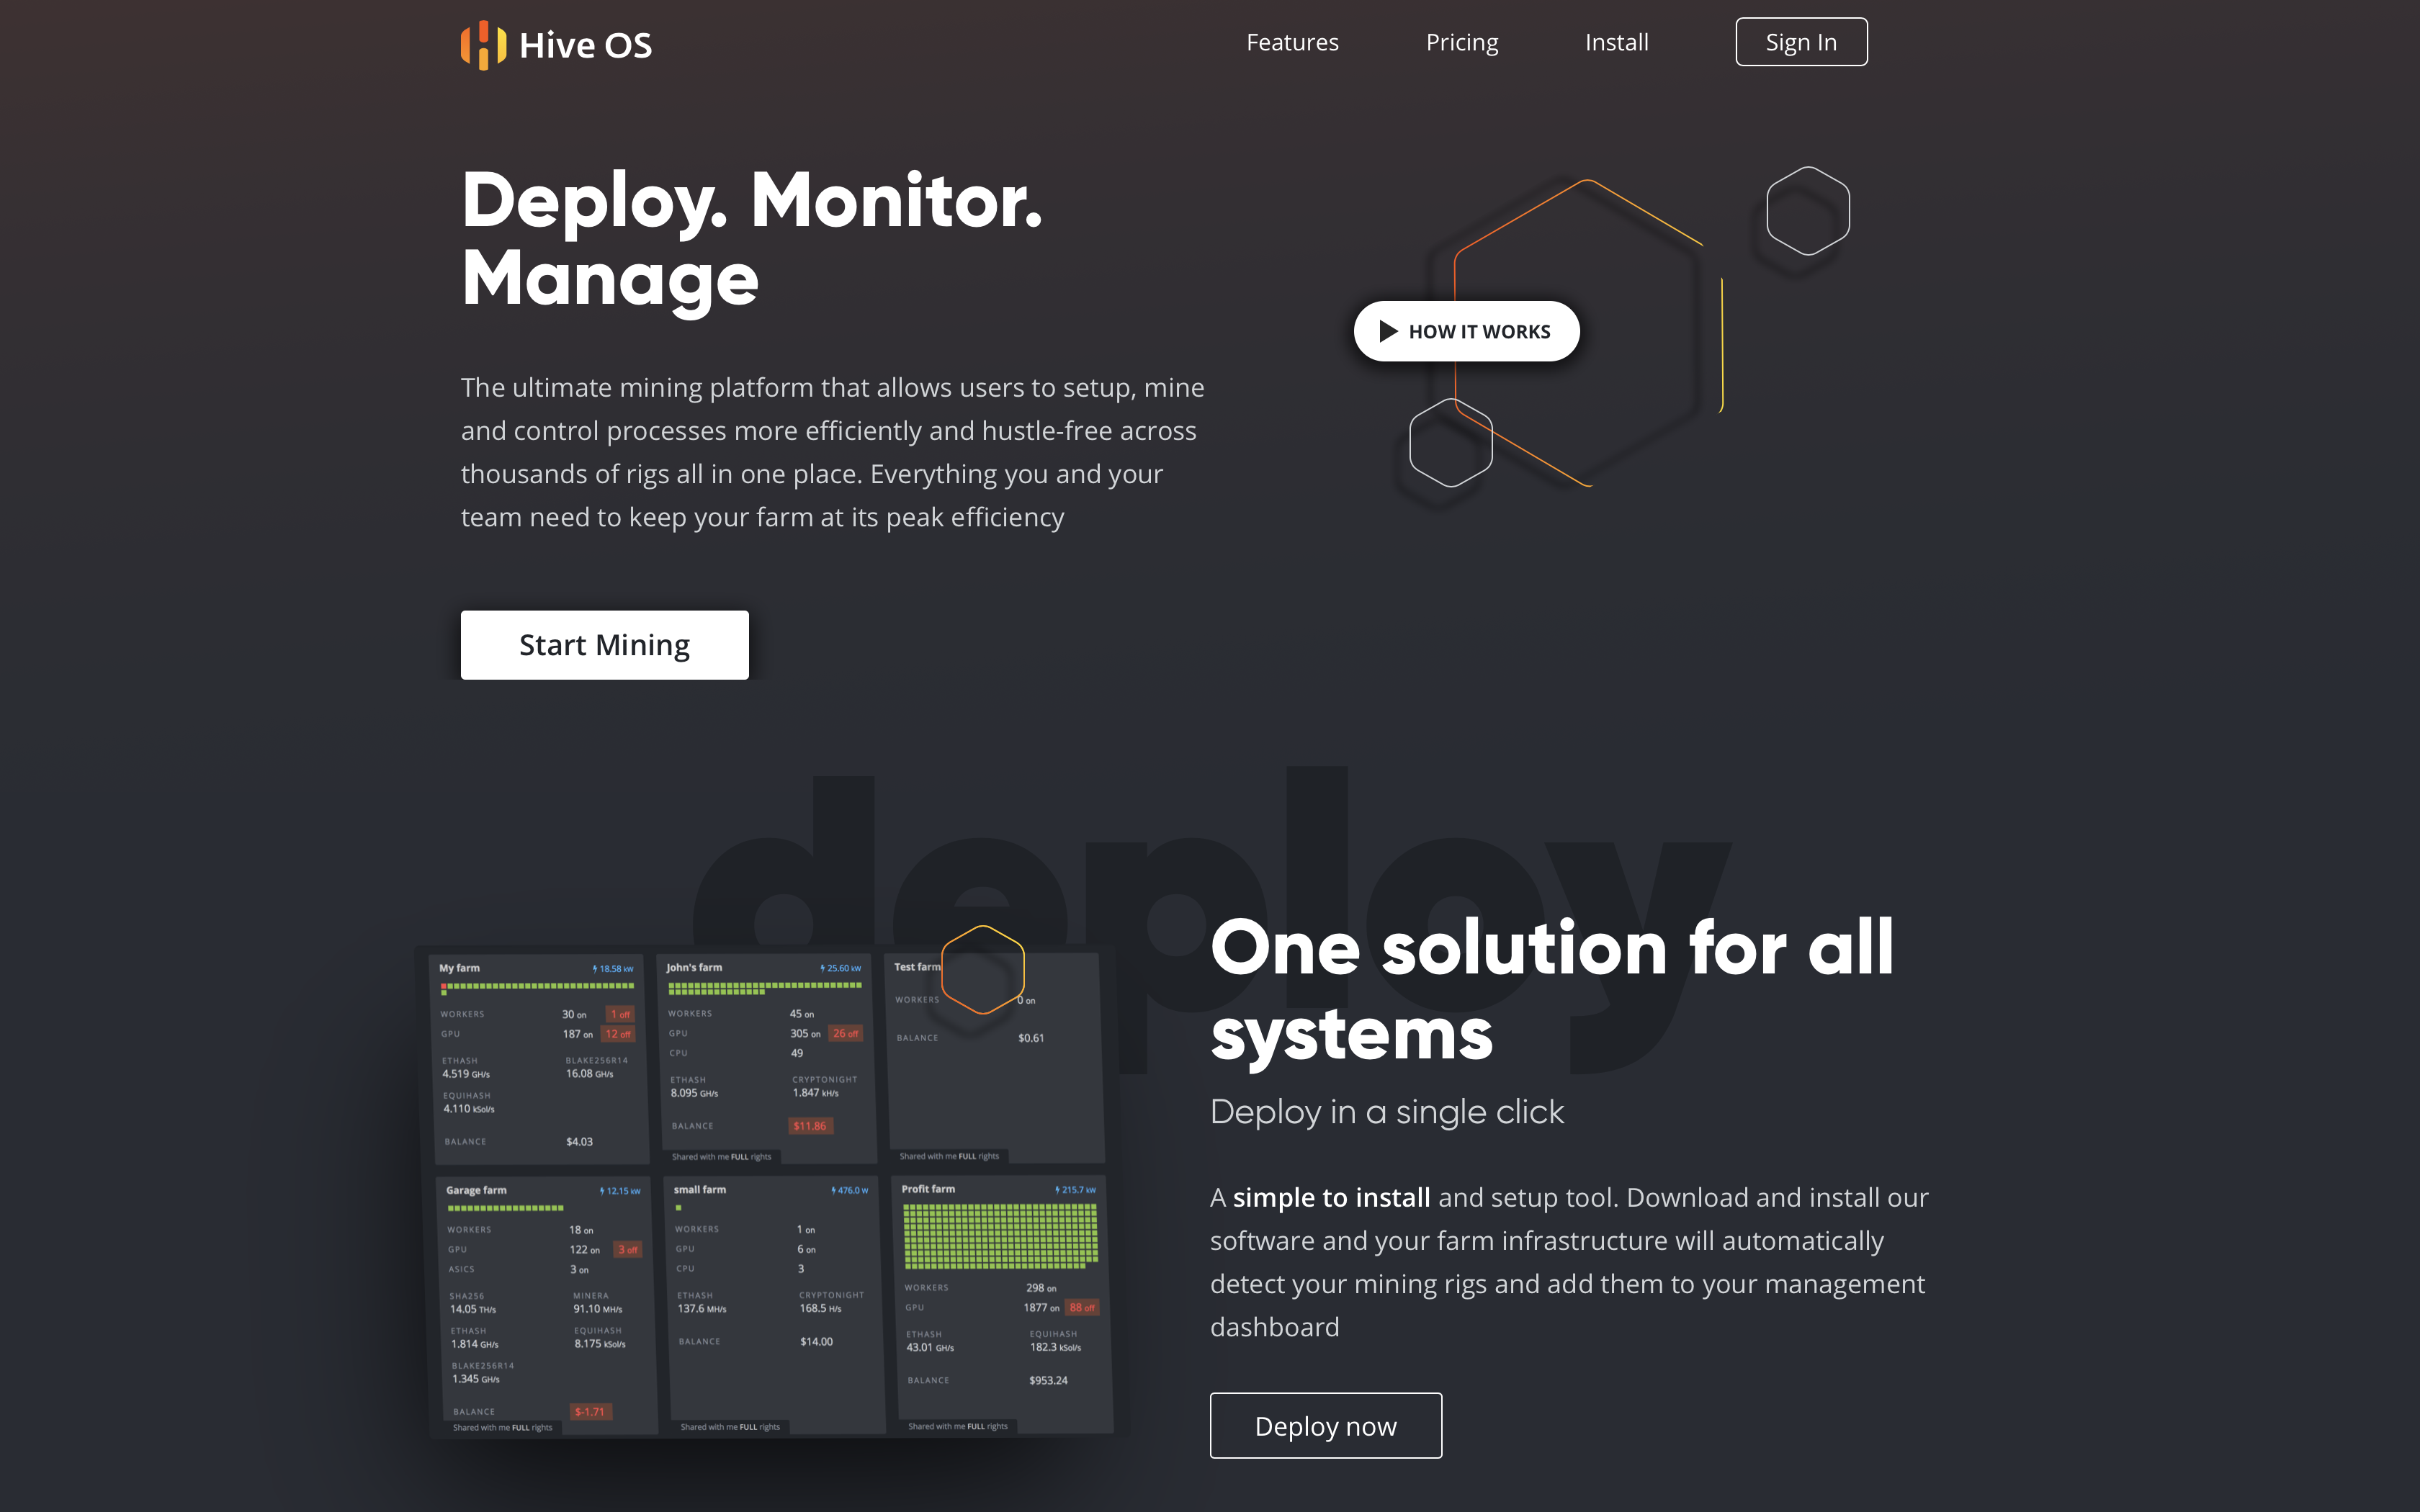 Hive OS
Features
Pricing
Install
Sign In
Deploy. Monitor.
Manage
HOW IT WORKS
The ultimate mining platform that allows users to setup, mine
and control processes more efficiently and hustle-free across
thousands of rigs all in one place. Everything you and your
team need to keep your farm at its peak efficiency
Start Mining
deploy
My farm 18.58 kW
WORKERS 30 on 1 off
GPU 187 on 12 off
ETHASH BLAKE256R14
4.519 GH/s 16.08 GH/s
EQUIHASH
4.110 kSol/s
BALANCE $4.03
John's farm 25.60 kW
WORKERS 45 on
GPU 305 on 26 off
CPU 49
ETHASH CRYPTONIGHT
8.095 GH/s 1.847 kH/s
BALANCE $11.86
Shared with me FULL rights
Test farm
WORKERS 0 on
BALANCE $0.61
Shared with me FULL rights
Garage farm 12.15 kW
WORKERS 18 on
GPU 122 on 3 off
ASICS 3 on
SHA256 MINERA
14.05 TH/s 91.10 MH/s
ETHASH EQUIHASH
1.814 GH/s 8.175 kSol/s
BLAKE256R14
1.345 GH/s
BALANCE $-1.71
Shared with me FULL rights
small farm 476.0 W
WORKERS 1 on
GPU 6 on
CPU 3
ETHASH CRYPTONIGHT
137.6 MH/s 168.5 H/s
BALANCE $14.00
Shared with me FULL rights
Profit farm 215.7 kW
WORKERS 298 on
GPU 1877 on 88 off
ETHASH EQUIHASH
43.01 GH/s 182.3 kSol/s
BALANCE $953.24
Shared with me FULL rights
One solution for all
systems
Deploy in a single click
A simple to install and setup tool. Download and install our
software and your farm infrastructure will automatically
detect your mining rigs and add them to your management
dashboard
Deploy now